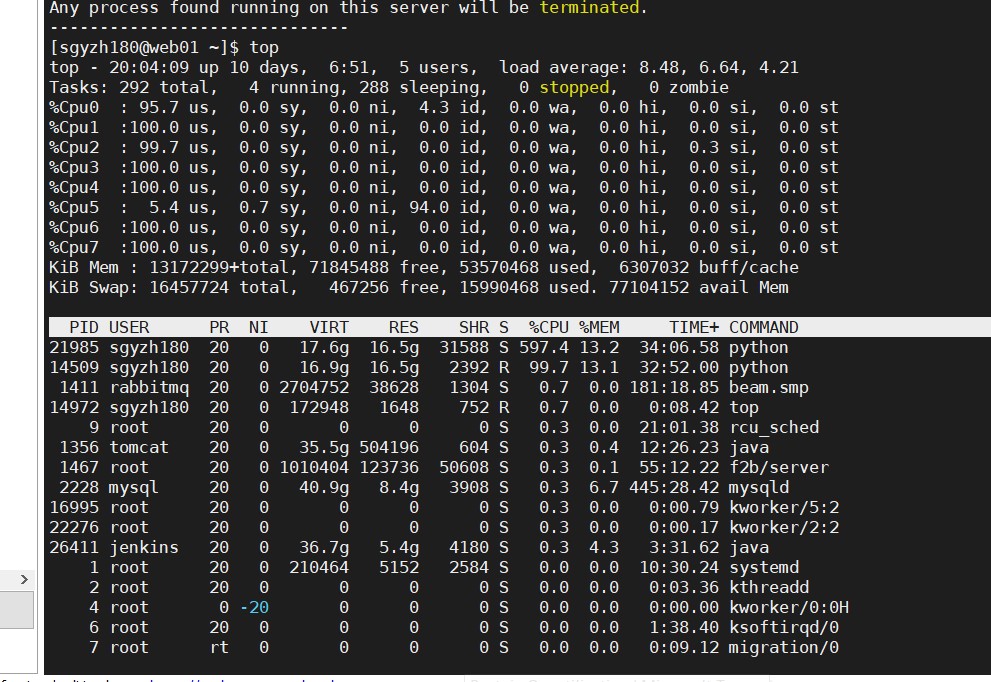 Any process found running on this server will be terminated.
------------------------------
[sgyzh180@web01 ~]$ top
top - 20:04:09 up 10 days,  6:51,  5 users,  load average: 8.48, 6.64, 4.21
Tasks: 292 total,   4 running, 288 sleeping,   0 stopped,   0 zombie
%Cpu0  : 95.7 us,  0.0 sy,  0.0 ni,  4.3 id,  0.0 wa,  0.0 hi,  0.0 si,  0.0 st
%Cpu1  :100.0 us,  0.0 sy,  0.0 ni,  0.0 id,  0.0 wa,  0.0 hi,  0.0 si,  0.0 st
%Cpu2  : 99.7 us,  0.0 sy,  0.0 ni,  0.0 id,  0.0 wa,  0.0 hi,  0.3 si,  0.0 st
%Cpu3  :100.0 us,  0.0 sy,  0.0 ni,  0.0 id,  0.0 wa,  0.0 hi,  0.0 si,  0.0 st
%Cpu4  :100.0 us,  0.0 sy,  0.0 ni,  0.0 id,  0.0 wa,  0.0 hi,  0.0 si,  0.0 st
%Cpu5  :  5.4 us,  0.7 sy,  0.0 ni, 94.0 id,  0.0 wa,  0.0 hi,  0.0 si,  0.0 st
%Cpu6  :100.0 us,  0.0 sy,  0.0 ni,  0.0 id,  0.0 wa,  0.0 hi,  0.0 si,  0.0 st
%Cpu7  :100.0 us,  0.0 sy,  0.0 ni,  0.0 id,  0.0 wa,  0.0 hi,  0.0 si,  0.0 st
KiB Mem : 13172299+total, 71845488 free, 53570468 used,  6307032 buff/cache
KiB Swap: 16457724 total,   467256 free, 15990468 used. 77104152 avail Mem
  PID USER      PR  NI    VIRT    RES    SHR S  %CPU %MEM     TIME+ COMMAND
21985 sgyzh180  20   0   17.6g  16.5g  31588 S 597.4 13.2  34:06.58 python
14509 sgyzh180  20   0   16.9g  16.5g   2392 R  99.7 13.1  32:52.00 python
 1411 rabbitmq  20   0 2704752  38628   1304 S   0.7  0.0 181:18.85 beam.smp
14972 sgyzh180  20   0  172948   1648    752 R   0.7  0.0   0:08.42 top
    9 root      20   0       0      0      0 S   0.3  0.0  21:01.38 rcu_sched
 1356 tomcat    20   0   35.5g 504196    604 S   0.3  0.4  12:26.23 java
 1467 root      20   0 1010404 123736  50608 S   0.3  0.1  55:12.22 f2b/server
 2228 mysql     20   0   40.9g   8.4g   3908 S   0.3  6.7 445:28.42 mysqld
16995 root      20   0       0      0      0 S   0.3  0.0   0:00.79 kworker/5:2
22276 root      20   0       0      0      0 S   0.3  0.0   0:00.17 kworker/2:2
26411 jenkins   20   0   36.7g   5.4g   4180 S   0.3  4.3   3:31.62 java
    1 root      20   0  210464   5152   2584 S   0.0  0.0  10:30.24 systemd
    2 root      20   0       0      0      0 S   0.0  0.0   0:03.36 kthreadd
    4 root       0 -20       0      0      0 S   0.0  0.0   0:00.00 kworker/0:0H
    6 root      20   0       0      0      0 S   0.0  0.0   1:38.40 ksoftirqd/0
    7 root      rt   0       0      0      0 S   0.0  0.0   0:09.12 migration/0